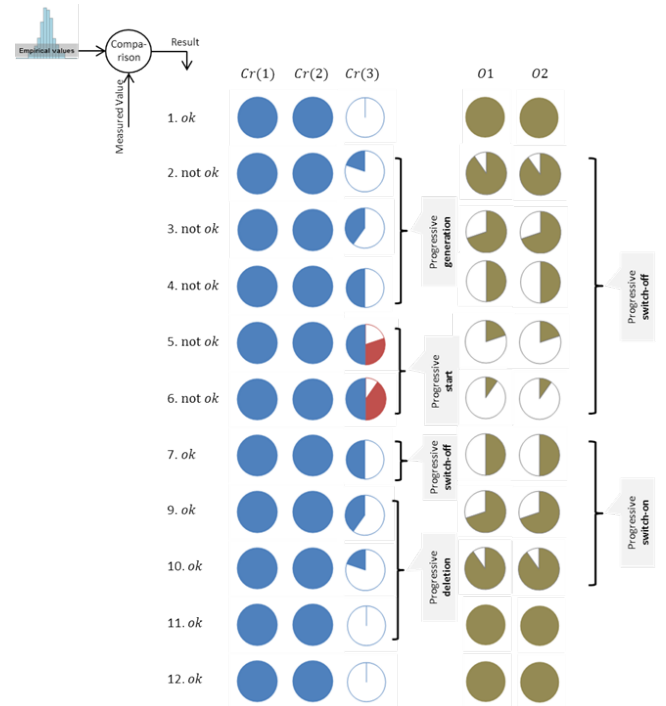 Empirical values
Compa-
rison
Result
Measured Value
Cr(1) Cr(2) Cr(3) O1 O2
1. ok
2. not ok
3. not ok
4. not ok
5. not ok
6. not ok
7. ok
9. ok
10. ok
11. ok
12. ok
Progressive
generation
Progressive
start
Progressive
switch-off
Progressive
deletion
Progressive
switch-off
Progressive
switch-on